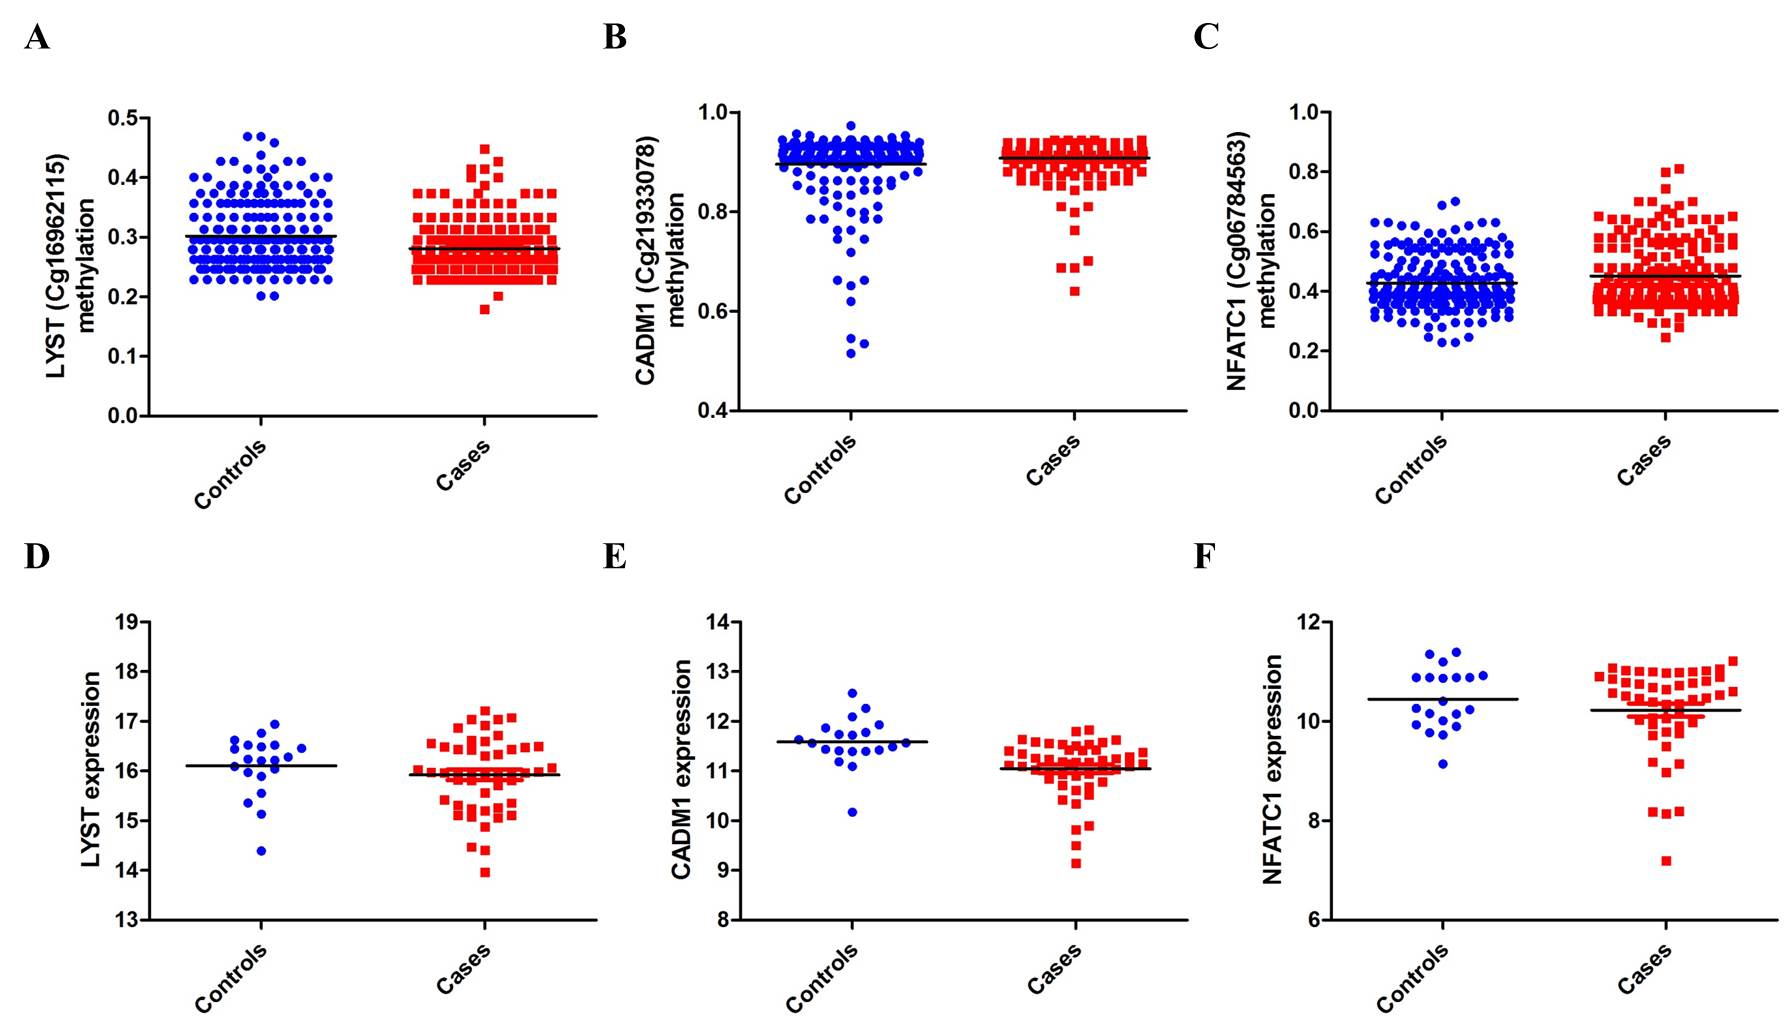 A
B
C
LYST (Cg16962115)
methylation
0.5
0.4
0.3
0.2
0.1
0.0
Controls
Cases
CADM1 (Cg21933078)
methylation
1.0
0.8
0.6
0.4
Controls
Cases
NFATC1 (Cg06784563)
methylation
1.0
0.8
0.6
0.4
0.2
0.0
Controls
Cases
D
E
F
LYST expression
19
18
17
16
15
14
13
Controls
Cases
CADM1 expression
14
13
12
11
10
9
8
Controls
Cases
NFATC1 expression
12
10
8
6
Controls
Cases